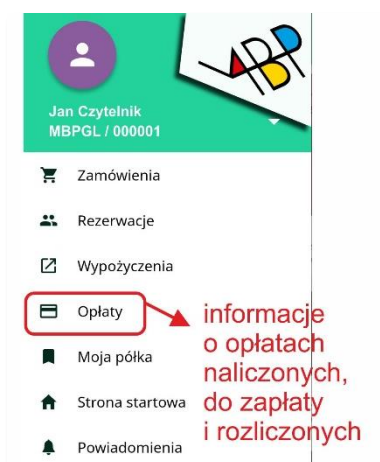 Jan Czytelnik
MBPGL / 000001
Zamówienia
Rezerwacje
Wypożyczenia
Opłaty
Moja półka
Strona startowa
Powiadomienia
informacje
o opłatach
naliczonych,
do zapłaty
i rozliczonych